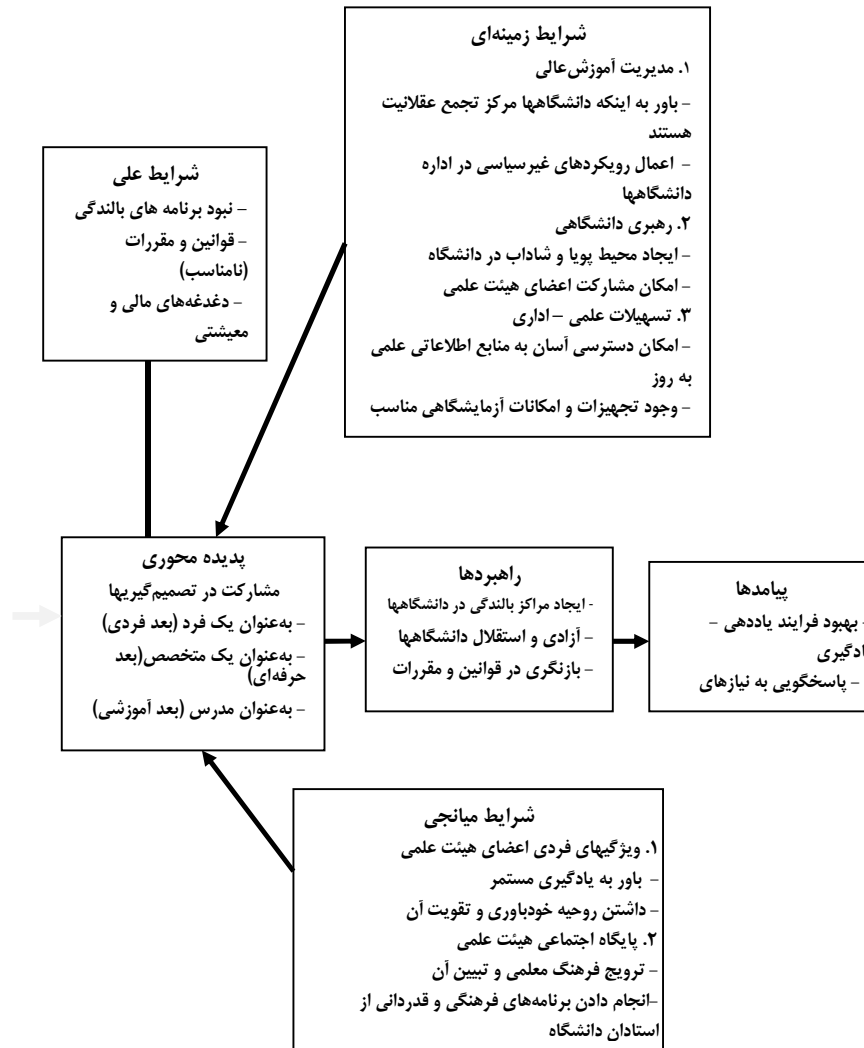 شرایط زمینه‌ای
۱. مدیریت آموزش‌عالی
– باور به اینکه دانشگاهها مرکز تجمع عقلانیت
هستند
– اعمال رویکردهای غیرسیاسی در اداره
دانشگاهها
۲. رهبری دانشگاهی
– ایجاد محیط پویا و شاداب در دانشگاه
– امکان مشارکت اعضای هیئت علمی
۳. تسهیلات علمی – اداری
– امکان دسترسی آسان به منابع اطلاعاتی علمی
به روز
– وجود تجهیزات و امکانات آزمایشگاهی مناسب
شرایط علی
– نبود برنامه های بالندگی
– قوانین و مقررات
(نامناسب)
– دغدغه‌های مالی و
معیشتی
پدیده محوری
مشارکت در تصمیم‌گیریها
– به‌عنوان یک فرد (بعد فردی)
– به‌عنوان یک متخصص(بعد
حرفه‌ای)
– به‌عنوان مدرس (بعد آموزشی)
راهبردها
- ایجاد مراکز بالندگی در دانشگاهها
– آزادی و استقلال دانشگاهها
– بازنگری در قوانین و مقررات
پیامدها
– بهبود فرایند یاددهی –
ادگیری
– پاسخگویی به نیازهای
شرایط میانجی
۱. ویژگیهای فردی اعضای هیئت علمی
– باور به یادگیری مستمر
– داشتن روحیه خودباوری و تقویت آن
۲. پایگاه اجتماعی هیئت علمی
– ترویج فرهنگ معلمی و تبیین آن
–انجام دادن برنامه‌های فرهنگی و قدردانی از
استادان دانشگاه